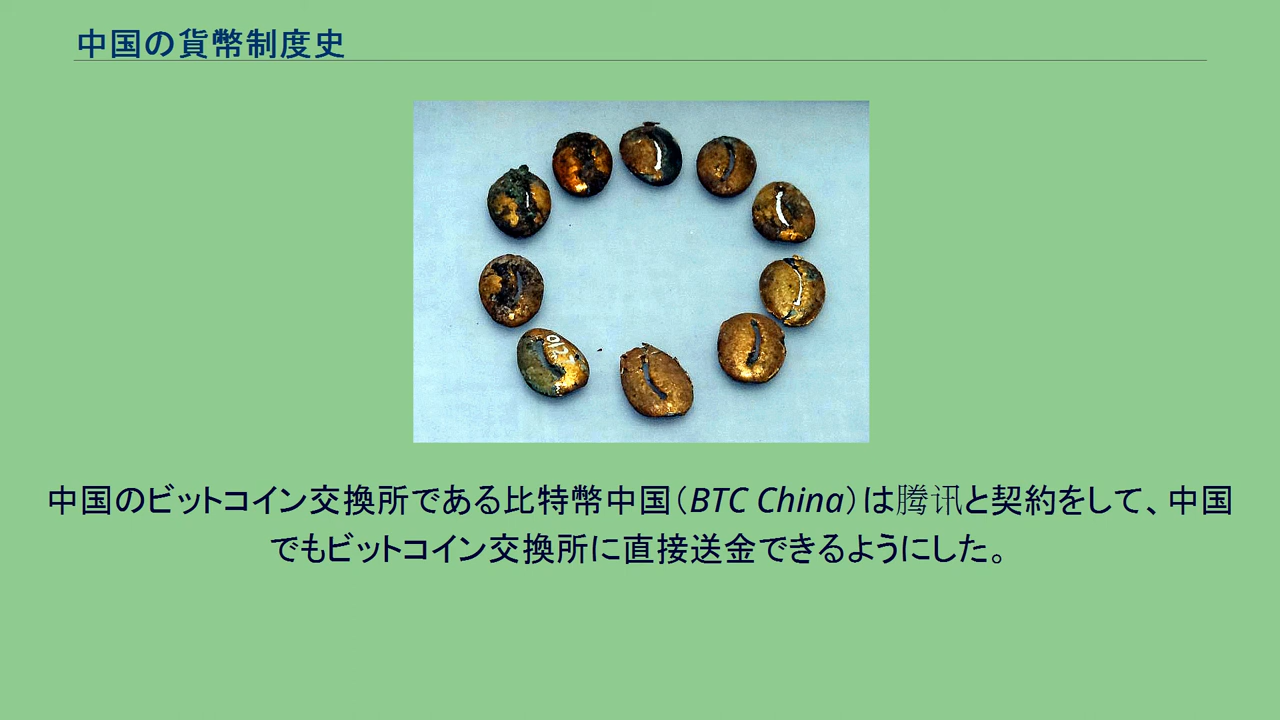 中国の貨幣制度史
中国のビットコイン交換所である比特幣中国（BTC China）は腾讯と契約をして、中国
でもビットコイン交換所に直接送金できるようにした。